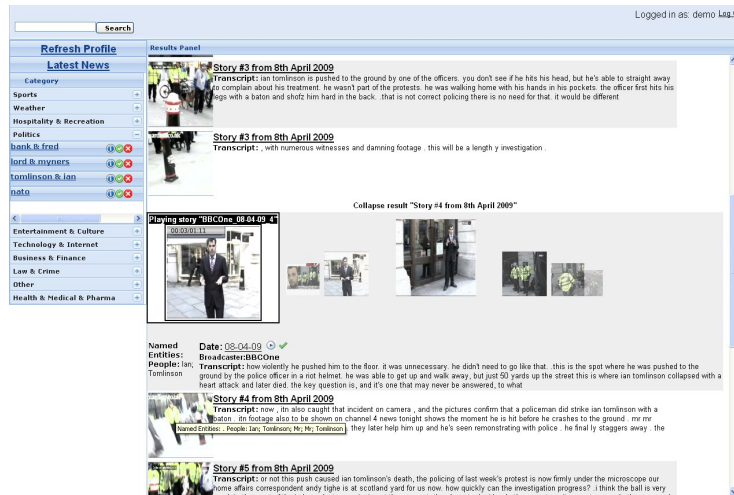 Logged in as: demo Log
Search
Refresh Profile
Latest News
Category
Sports
Weather
Hospitality & Recreation
Politics
bank & fred
lord & myners
tomlinson & ian
nato
Entertainment & Culture
Technology & Internet
Business & Finance
Law & Crime
Other
Health & Medical & Pharma
Results Panel
Story #3 from 8th April 2009
Transcript: ian tomlinson is pushed to the ground by one of the officers. you don't see if he hits his head, but he's able to straight away
to complain about his treatment. he wasn't part of the protests. he was walking home with his hands in his pockets. the officer first hits his
legs with a baton and shofz him hard in the back. .that is not correct policing there is no need for that. it would be different
Story #3 from 8th April 2009
Transcript: , with numerous witnesses and damning footage . this will be a length y investigation .
Collapse result "Story #4 from 8th April 2009"
Playing story "BBCOne_08-04-09_4"
00:03/01:11
Named Entities:
People: Ian; Tomlinson
Date: 08-04-09
Broadcaster:BBCOne
Transcript: how violently he pushed him to the floor. it was unnecessary. he didn't need to go like that. .this is the spot where he was pushed to the
ground by the police officer in a riot helmet. he was able to get up and walk away, but just 50 yards up the street this is where ian tomlinson collapsed with a
heart attack and later died. the key question is, and it's one that may never be answered, to what
Story #4 from 8th April 2009
Transcript: now , itn also caught that incident on camera , and the pictures confirm that a policeman did strike ian tomlinson with a
baton . itn footage also to be shown on channel 4 news tonight shows the moment he is hit before he crashes to the ground . mr mr
Named Entities: . People: Ian; Tomlinson; Mr; Mr; Tomlinson
, they later help him up and he's seen remonstrating with police . he final ly staggers away . the
Story #5 from 8th April 2009
Transcript: or not this push caused ian tomlinson's death, the policing of last week's protest is now firmly under the microscope our
home affairs correspondent andy tighe is at scotland yard for us now. how quickly can the investigation progress? .i think the ball is very